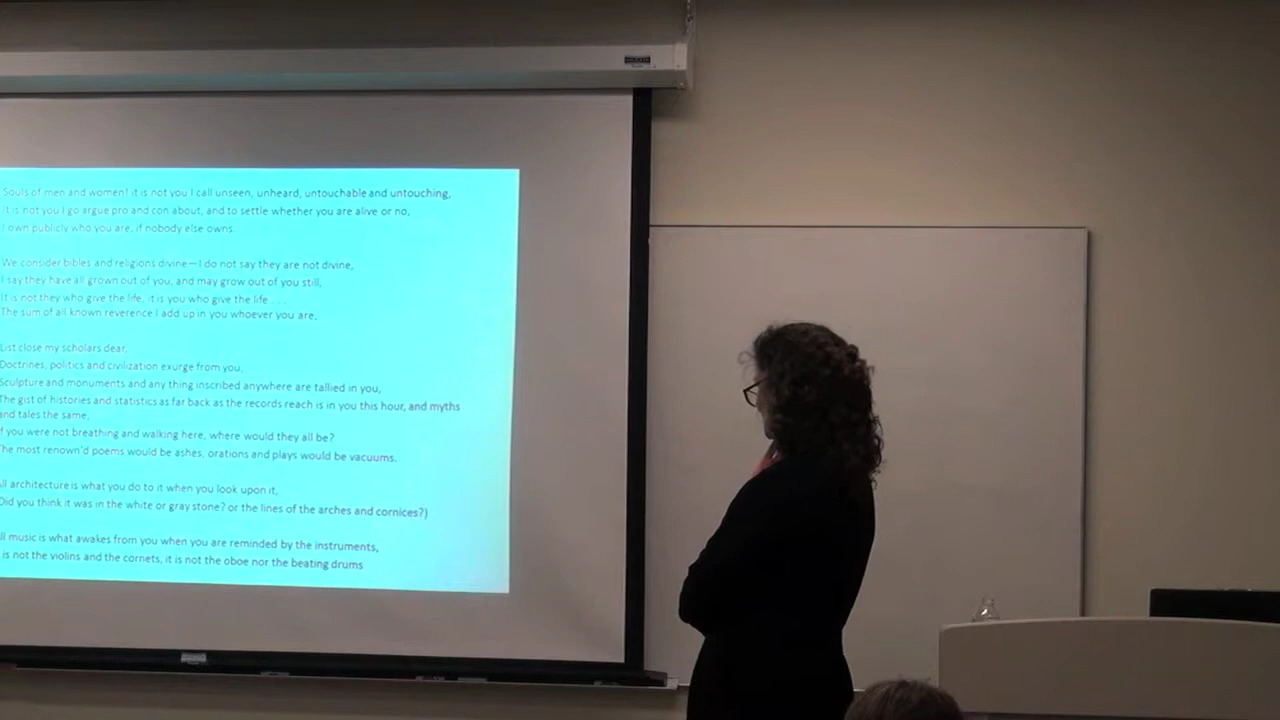 Souls of men and women! it is not you I call unseen, unheard, untouchable and untouching,
it is not you I go argue pro and con about, and to settle whether you are alive or no,
I own publicly who you are, if nobody else owns.
We consider bibles and religions divine—I do not say they are not divine,
I say they have all grown out of you, and may grow out of you still,
It is not they who give the life, it is you who give the life . . .
The sum of all known reverence I add up in you whoever you are,
List close my scholars dear,
Doctrines, politics and civilization exurge from you,
Sculpture and monuments and any thing inscribed anywhere are tallied in you,
The gist of histories and statistics as far back as the records reach is in you this hour, and myths
and tales the same,
f you were not breathing and walking here, where would they all be?
The most renown'd poems would be ashes, orations and plays would be vacuums.
ll architecture is what you do to it when you look upon it,
Did you think it was in the white or gray stone? or the lines of the arches and cornices?)
ll music is what awakes from you when you are reminded by the instruments,
is not the violins and the cornets, it is not the oboe nor the beating drums